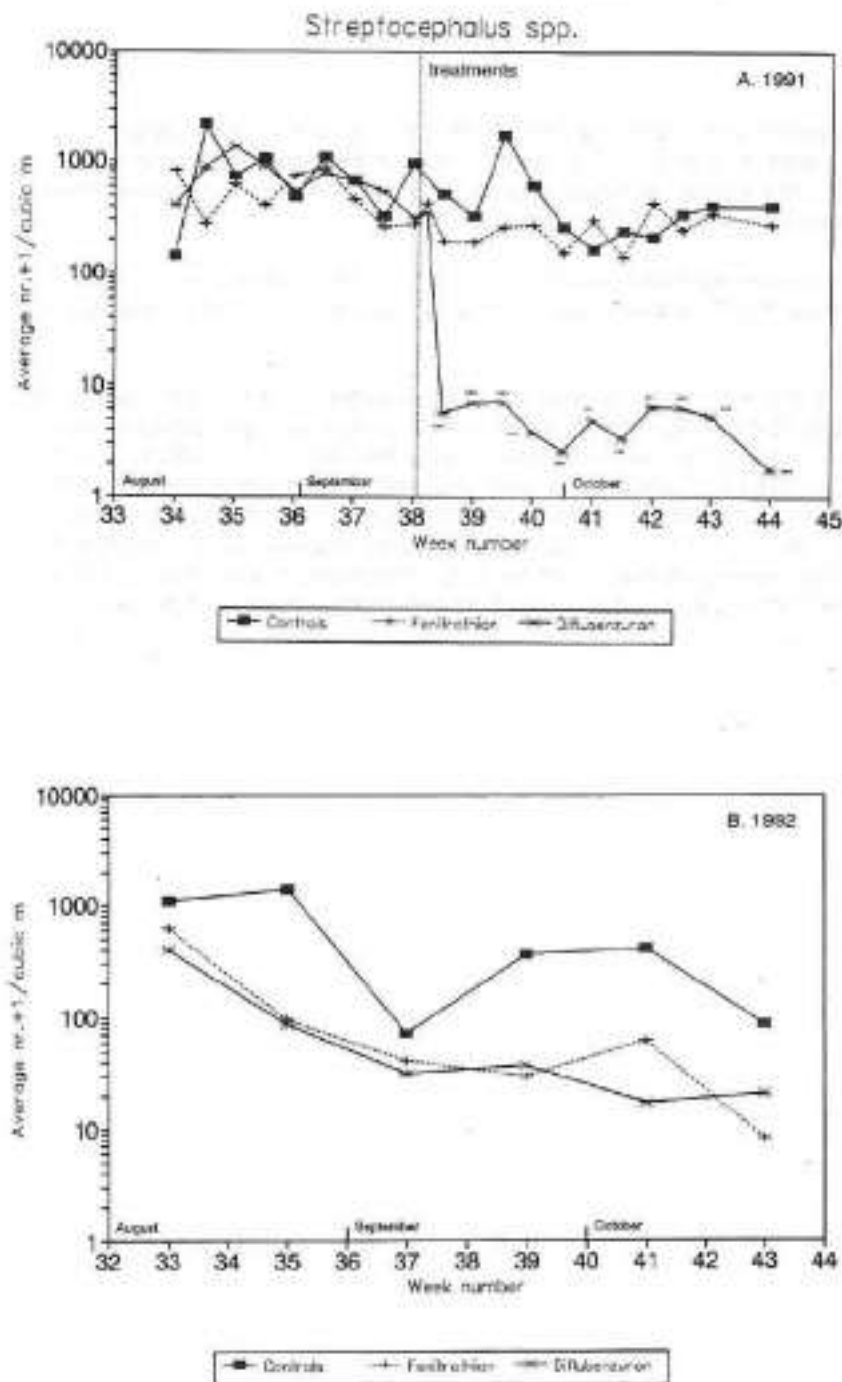 Streptocephalus spp.
10000
1000
100
10
1
Average nr.+1/cubic m
treatments
A. 1991
August
September
October
33 34 35 36 37 38 39 40 41 42 43 44 45
Week number
Controls Fenitrothion Diflubenzuron
10000
1000
100
10
1
Average nr.+1/cubic m
B. 1992
August
September
October
32 33 34 35 36 37 38 39 40 41 42 43 44
Week number
Controls Fenitrothion Diflubenzuron